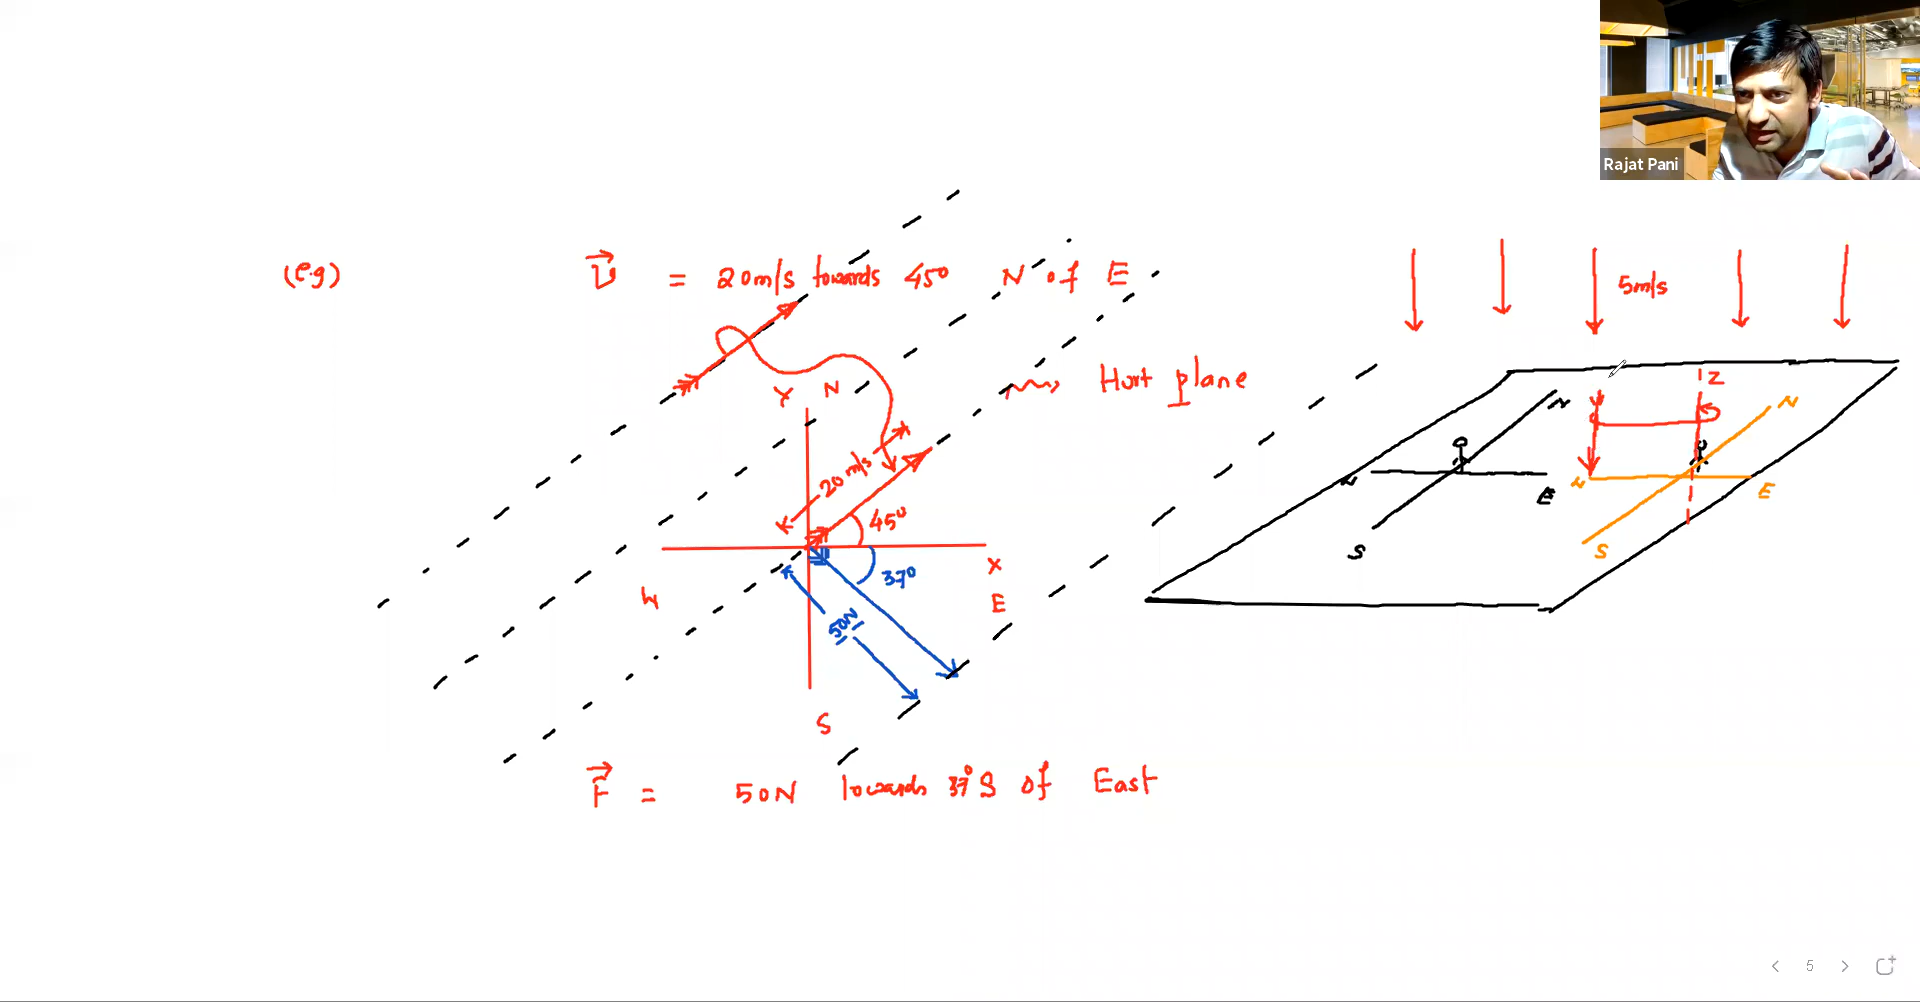 Rajat Pani
(e.g)
V = 20m/s towards 45° N of E
5m/s
Y N
Hort plane
Z
N
N
20 m/s
45°
E
W
E
S
S
37°
X
W
E
50N
S
F = 50N towards 37° S of East
5